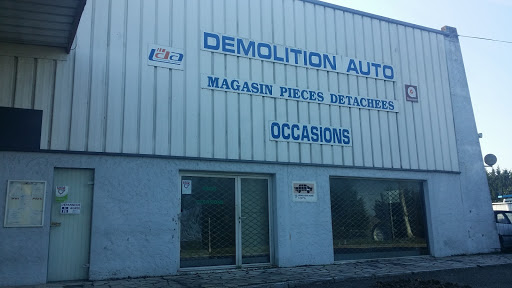 DEMOLITION AUTO
MAGASIN PIECES DETACHEES
OCCASIONS